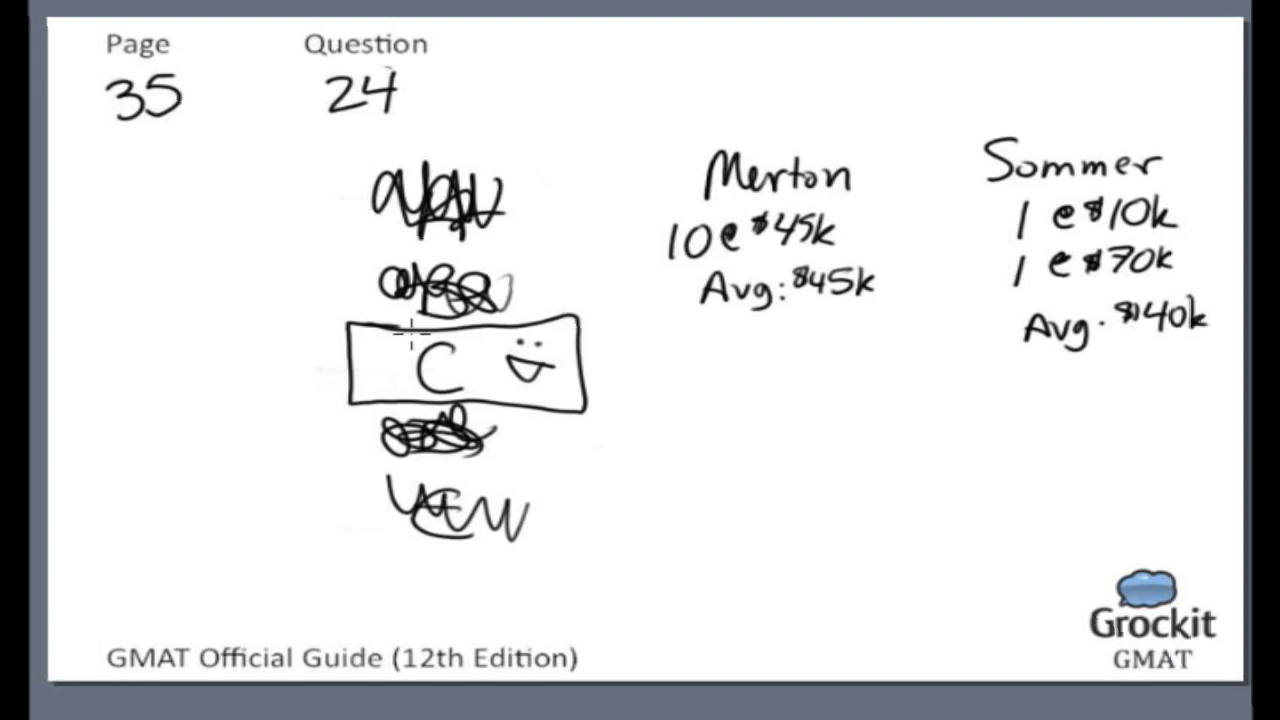 Page Question
35 24
Merton
10 @ $45k
Avg: $45k
Sommer
1 @ $10k
1 @ $70k
Avg. $40k
C
GMAT Official Guide (12th Edition)
Grockit
GMAT